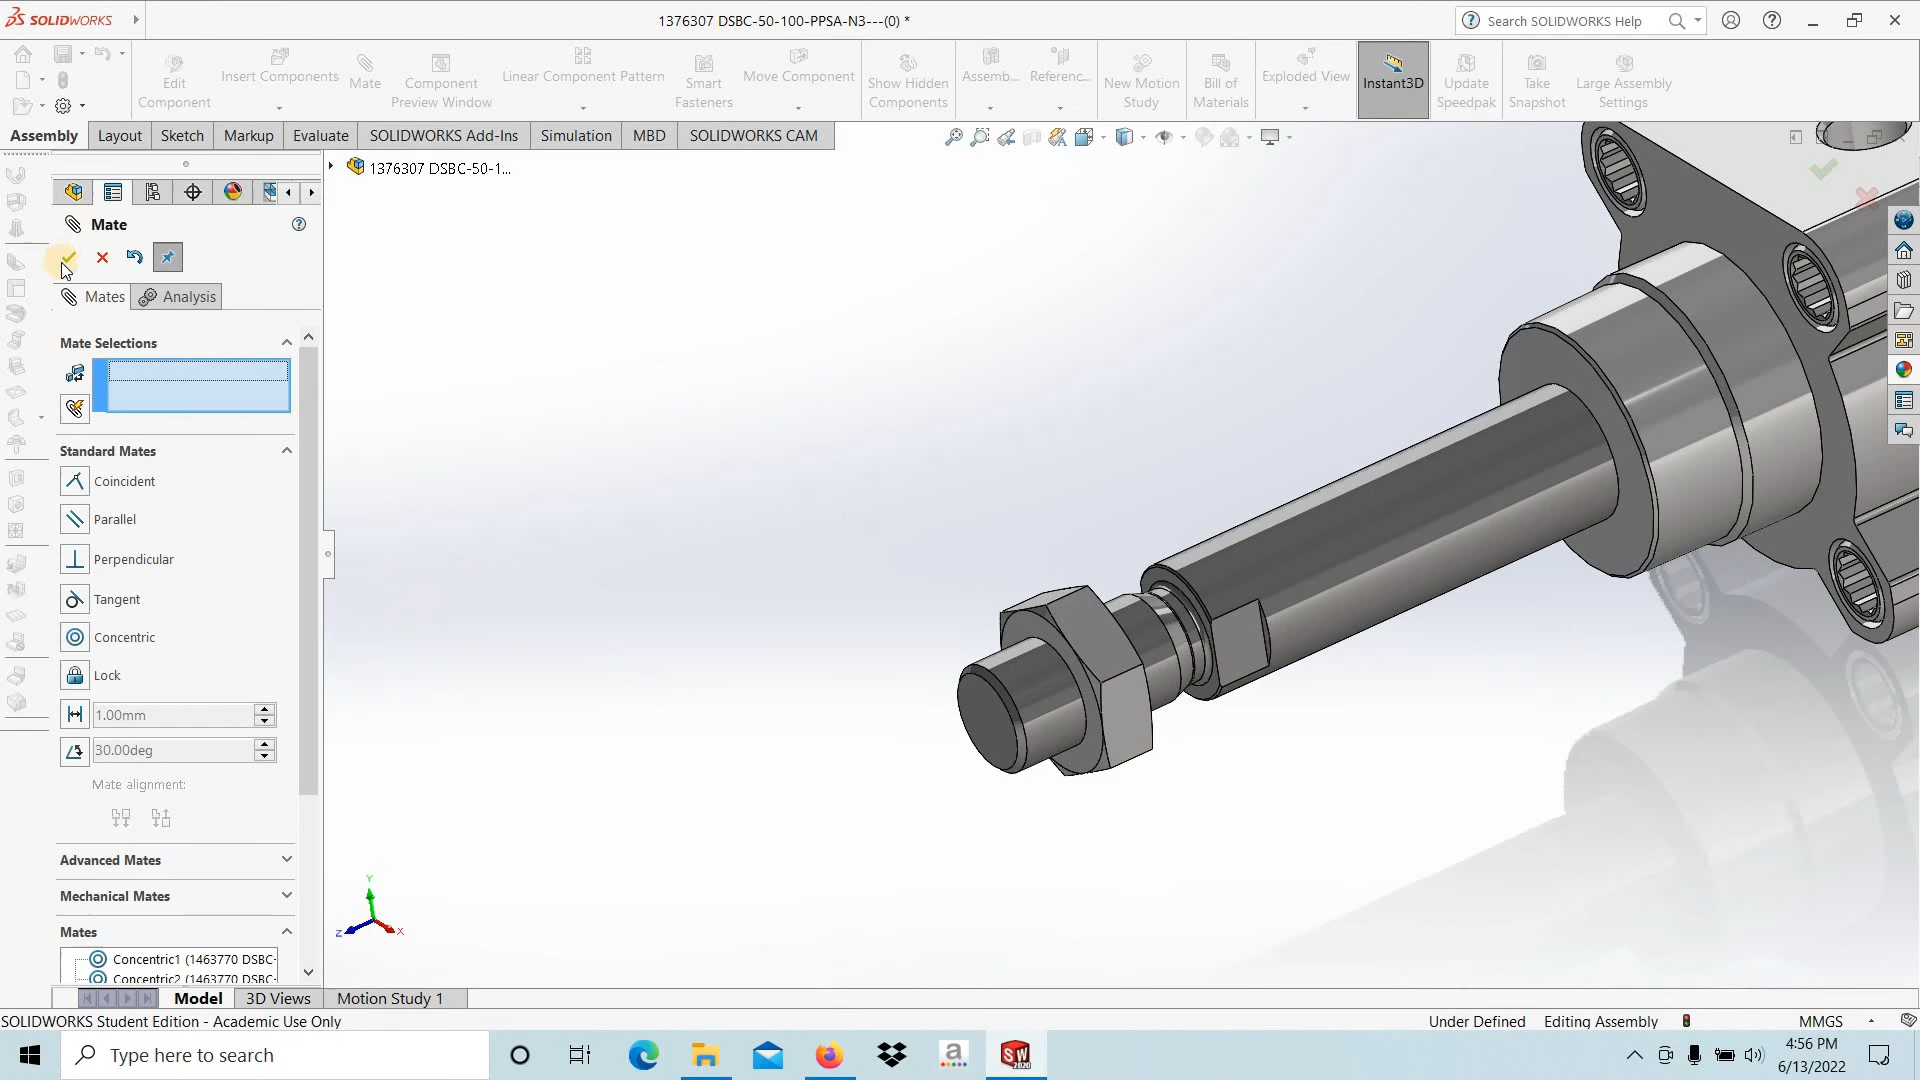 SOLIDWORKS
1376307 DSBC-50-100-PPSA-N3---(0) *
Search SOLIDWORKS Help
Edit Component
Insert Components
Mate
Component Preview Window
Linear Component Pattern
Smart Fasteners
Move Component
Show Hidden Components
Assemb...
Referenc...
New Motion Study
Bill of Materials
Exploded View
Instant3D
Update Speedpak
Take Snapshot
Large Assembly Settings
Assembly
Layout
Sketch
Markup
Evaluate
SOLIDWORKS Add-Ins
Simulation
MBD
SOLIDWORKS CAM
1376307 DSBC-50-1...
Mate
Mates
Analysis
Mate Selections
Standard Mates
Coincident
Parallel
Perpendicular
Tangent
Concentric
Lock
1.00mm
30.00deg
Mate alignment:
Advanced Mates
Mechanical Mates
Mates
Concentric1 (1463770 DSBC-
Concentric2 (1463770 DSBC-
Y
Z
X
Model
3D Views
Motion Study 1
SOLIDWORKS Student Edition - Academic Use Only
Under Defined
Editing Assembly
MMGS
Type here to search
a
SW
2020
4:56 PM
6/13/2022